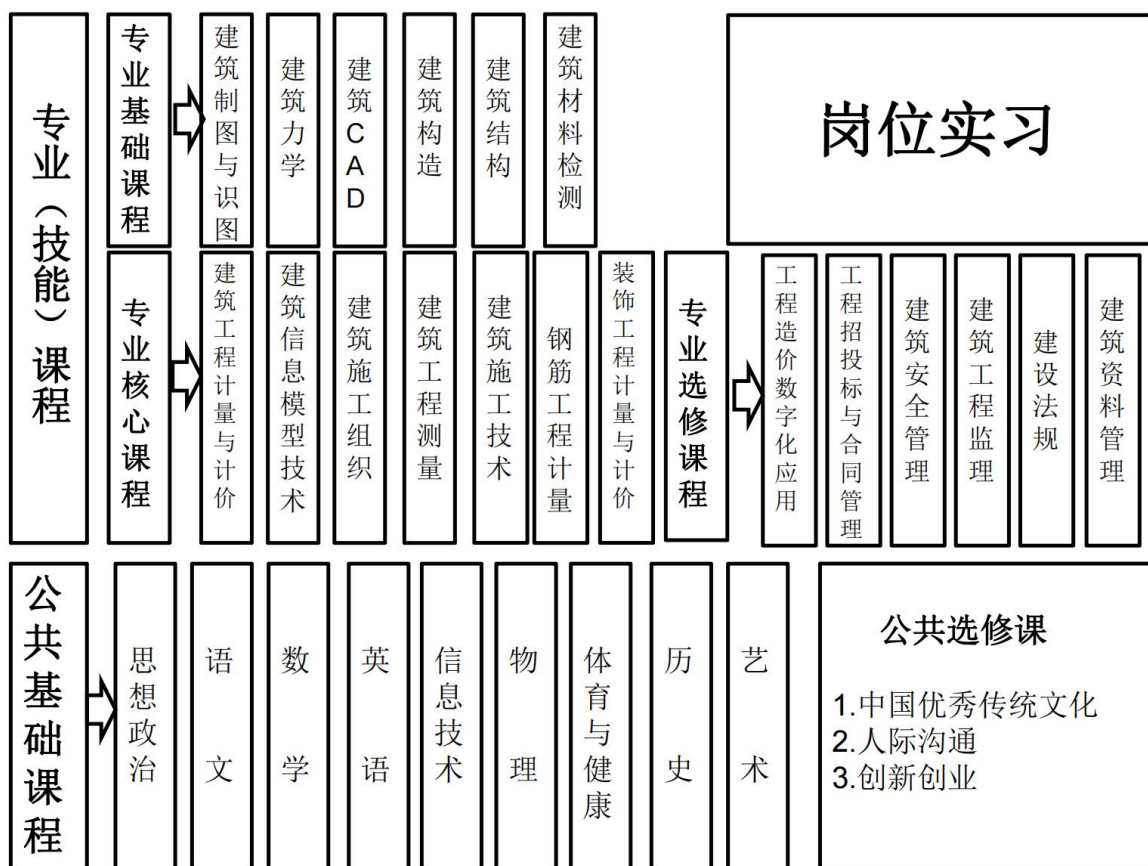 专业（技能）课程
专业基础课程
建筑制图与识图
建筑力学
建筑CAD
建筑构造
建筑结构
建筑材料检测
岗位实习
专业核心课程
建筑工程计量与计价
建筑信息模型技术
建筑施工组织
建筑工程测量
建筑施工技术
钢筋工程计量
装饰工程计量与计价
专业选修课程
工程造价数字化应用
工程招投标与合同管理
建筑安全管理
建筑工程监理
建设法规
建筑资料管理
公共基础课程
思想政治
语文
数学
英语
信息技术
物理
体育与健康
历史
艺术
公共选修课
1.中国优秀传统文化
2.人际沟通
3.创新创业